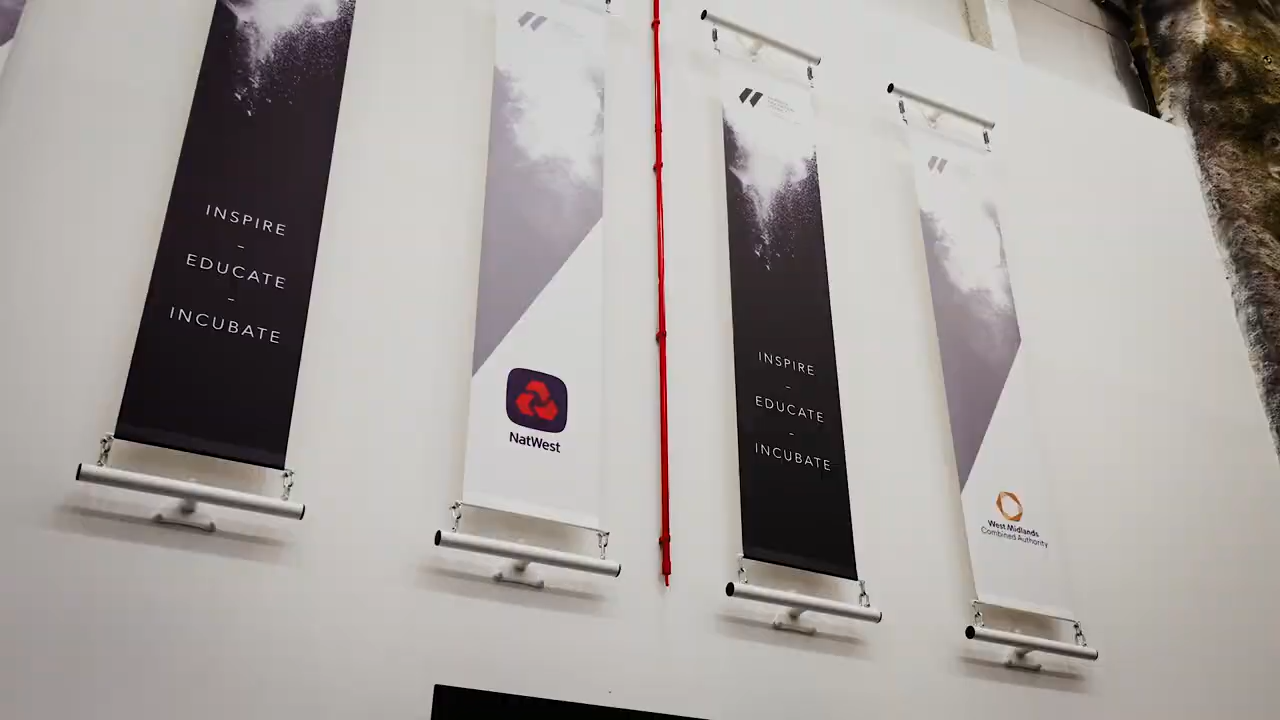 INSPIRE
-
EDUCATE
-
INCUBATE
NatWest
INSPIRE
-
EDUCATE
-
INCUBATE
West Midlands
Combined Authority